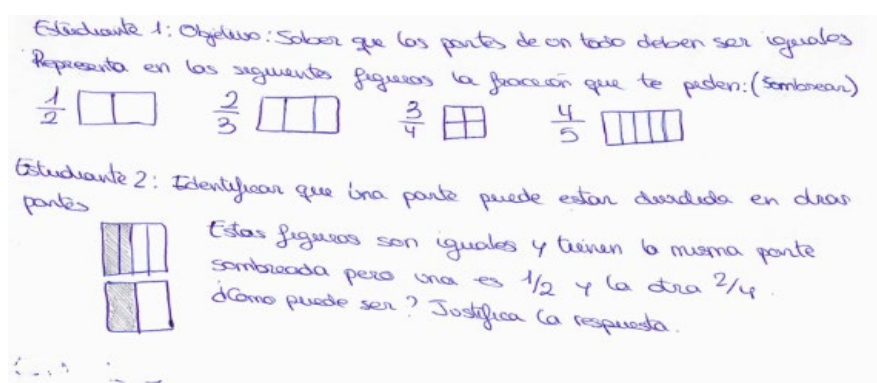 Estudiante 1: Objetivo: Saber que las partes de un todo deben ser iguales
Representa en las siguientes figuras la fracción que te piden: (Sombrear)
1/2 2/3 3/4 4/5
Estudiante 2: Identificar que una parte puede estar dividida en otras
partes
Estas figuras son iguales y tienen la misma parte
sombreada pero una es 1/2 y la otra 2/4.
¿Cómo puede ser? Justifica la respuesta.